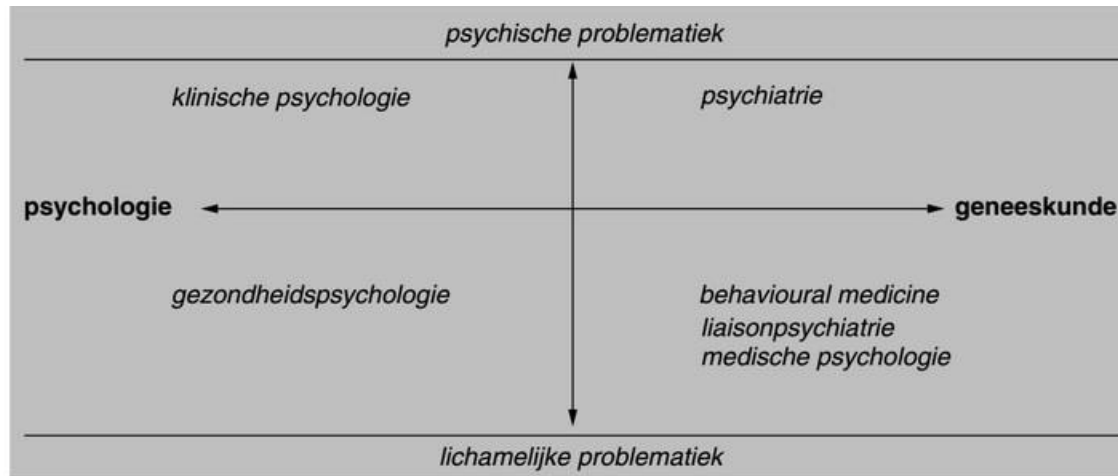 psychische problematiek
klinische psychologie
psychiatrie
psychologie
geneeskunde
gezondheidspsychologie
behavioural medicine
liaisonpsychiatrie
medische psychologie
lichamelijke problematiek